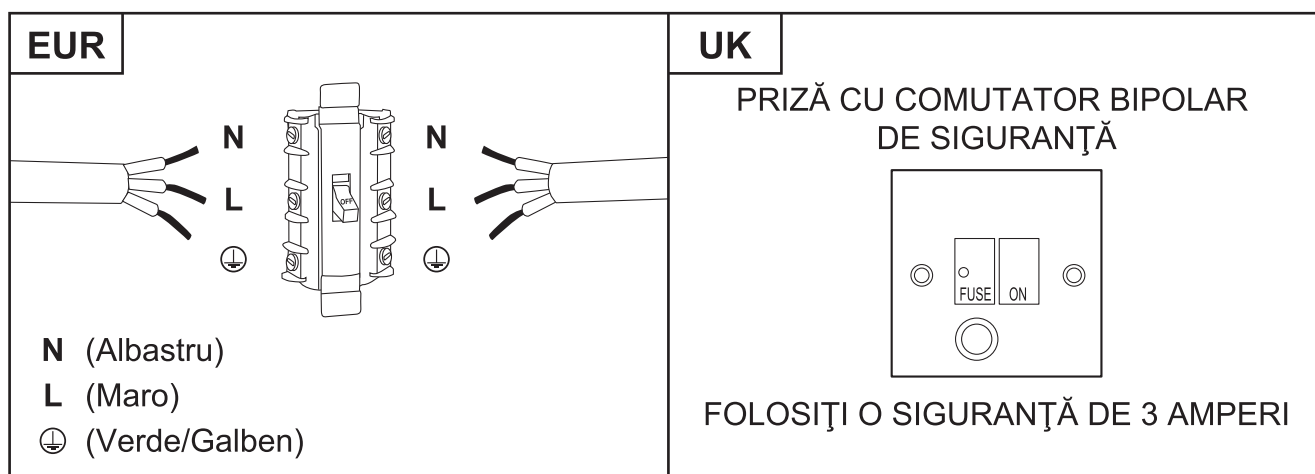 EUR
N
L
OFF
N
L
N (Albastru)
L (Maro)
(Verde/Galben)
UK
PRIZĂ CU COMUTATOR BIPOLAR
DE SIGURANŢĂ
FUSE ON
FOLOSIŢI O SIGURANŢĂ DE 3 AMPERI